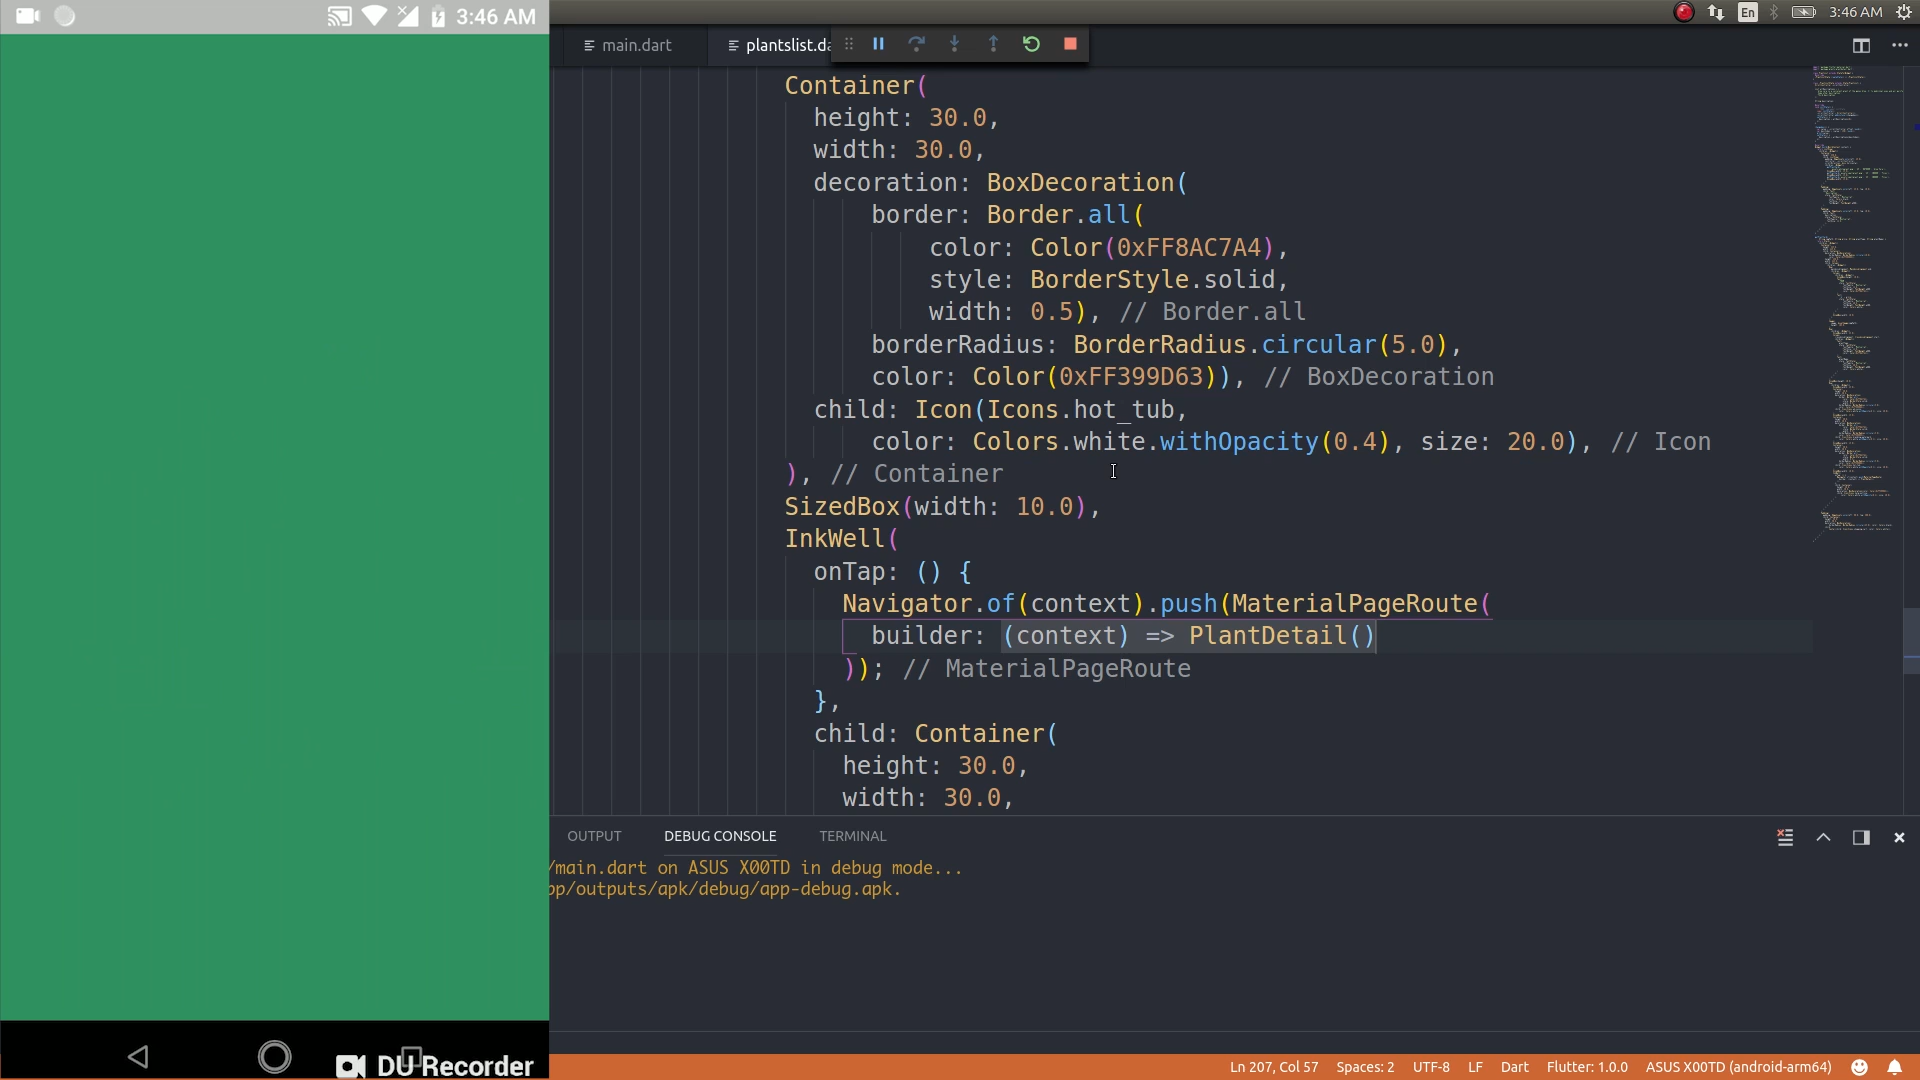 3:46 AM
En
3:46 AM
main.dart
plantslist.da
Container(
height: 30.0,
width: 30.0,
decoration: BoxDecoration(
border: Border.all(
color: Color(0xFF8AC7A4),
style: BorderStyle.solid,
width: 0.5), // Border.all
borderRadius: BorderRadius.circular(5.0),
color: Color(0xFF399D63)), // BoxDecoration
child: Icon(Icons.hot_tub,
color: Colors.white.withOpacity(0.4), size: 20.0), // Icon
), // Container
SizedBox(width: 10.0),
InkWell(
onTap: () {
Navigator.of(context).push(MaterialPageRoute(
builder: (context) => PlantDetail()
)); // MaterialPageRoute
},
child: Container(
height: 30.0,
width: 30.0,
OUTPUT
DEBUG CONSOLE
TERMINAL
/main.dart on ASUS X00TD in debug mode...
pp/outputs/apk/debug/app-debug.apk.
DU Recorder
Ln 207, Col 57
Spaces: 2
UTF-8
LF
Dart
Flutter: 1.0.0
ASUS X00TD (android-arm64)